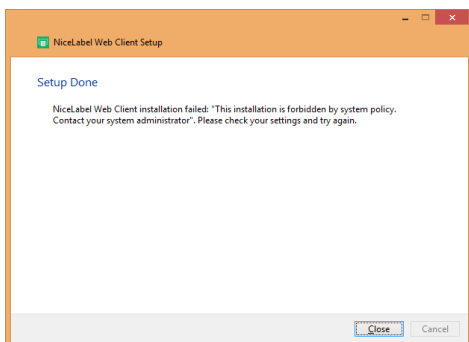 NiceLabel Web Client Setup
Setup Done
NiceLabel Web Client installation failed: "This installation is forbidden by system policy.
Contact your system administrator". Please check your settings and try again.
Close Cancel